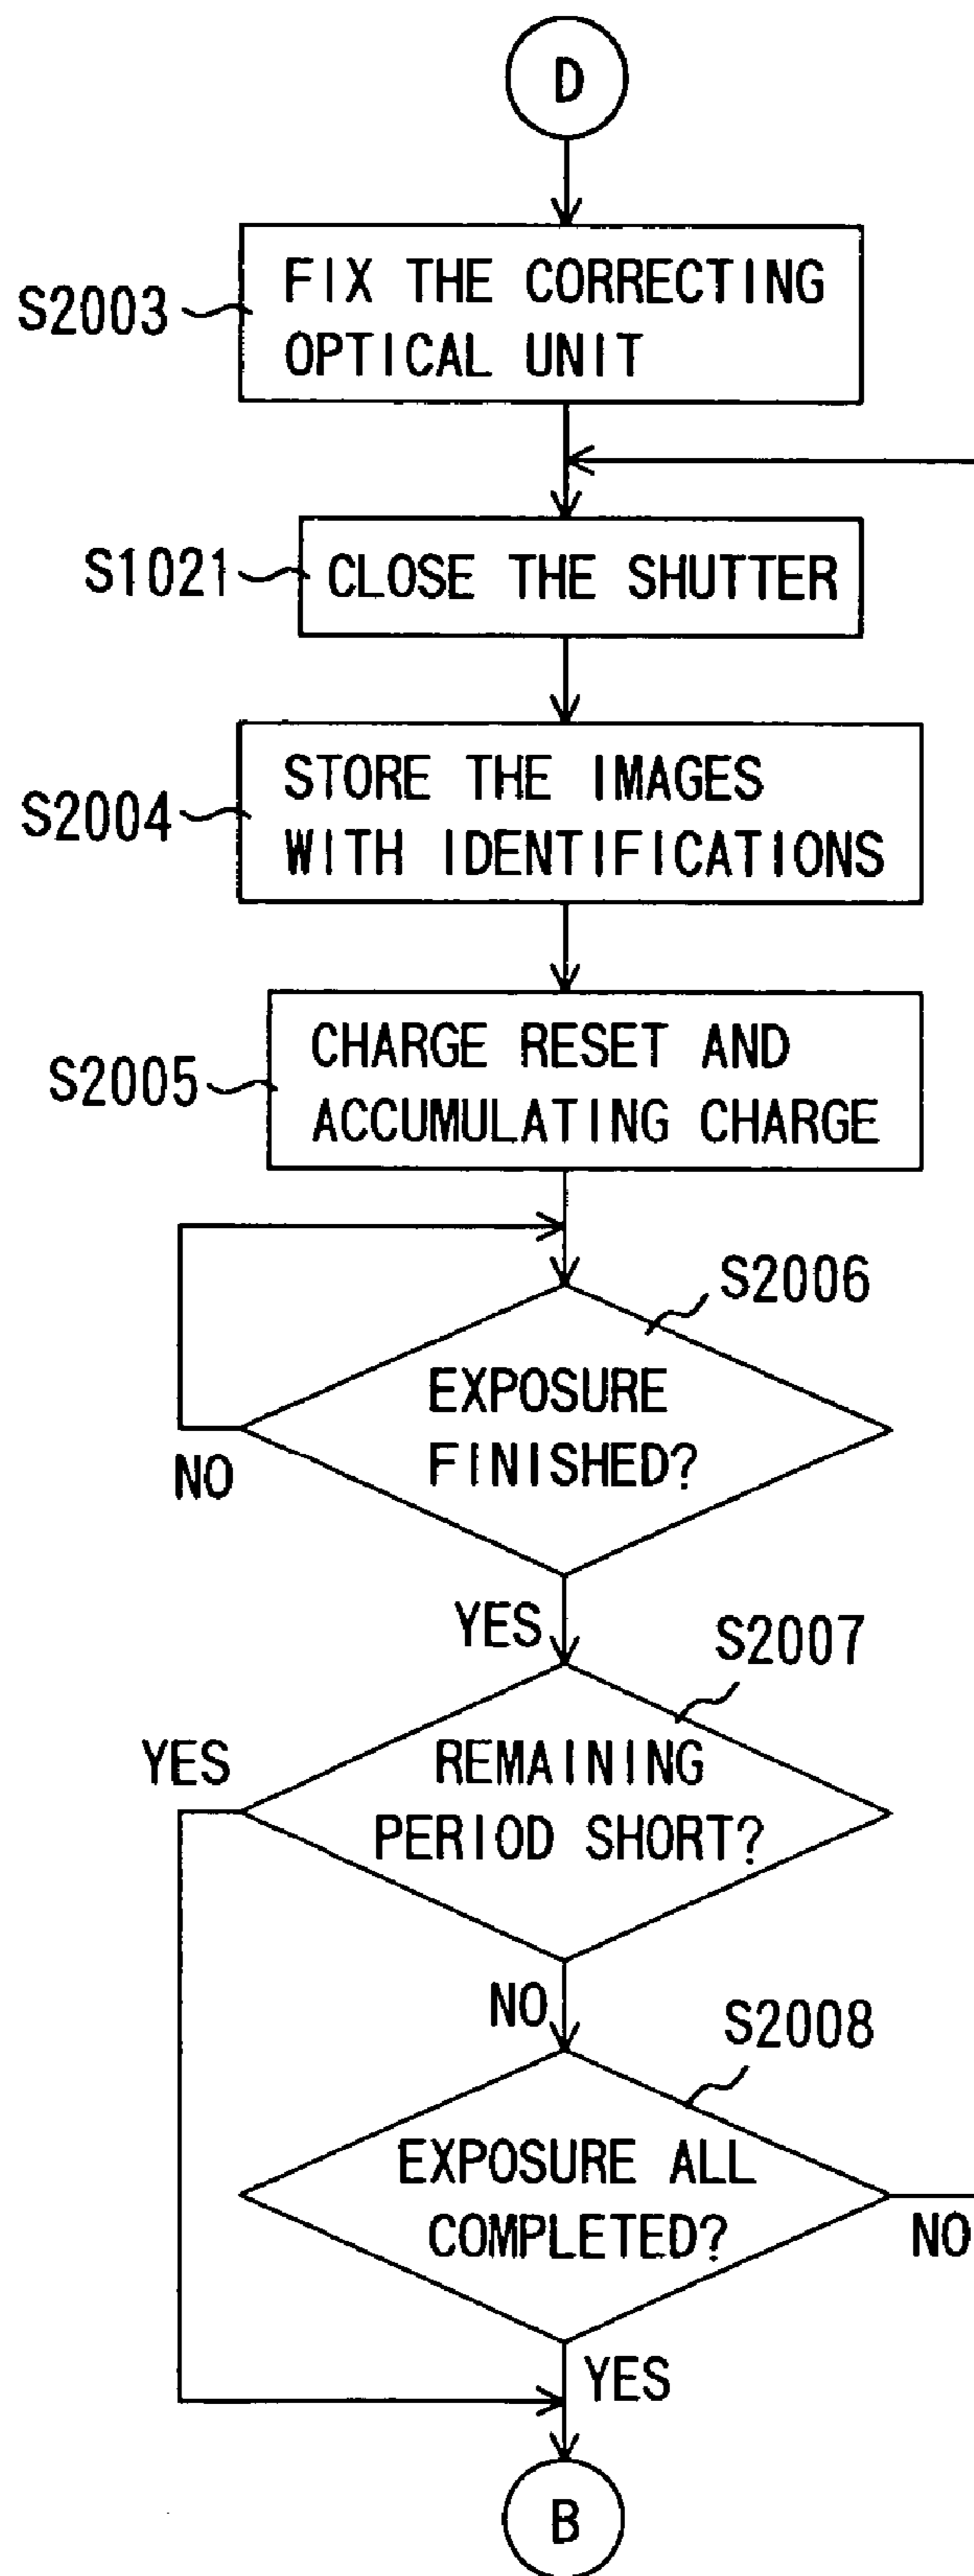 D
S2003
FIX THE CORRECTING
OPTICAL UNIT
S1021
CLOSE THE SHUTTER
S2004
STORE THE IMAGES
WITH IDENTIFICATIONS
S2005
CHARGE RESET AND
ACCUMULATING CHARGE
S2006
EXPOSURE
FINISHED?
NO
YES
S2007
YES
REMAINING
PERIOD SHORT?
NO
S2008
EXPOSURE ALL
COMPLETED?
NO
YES
B